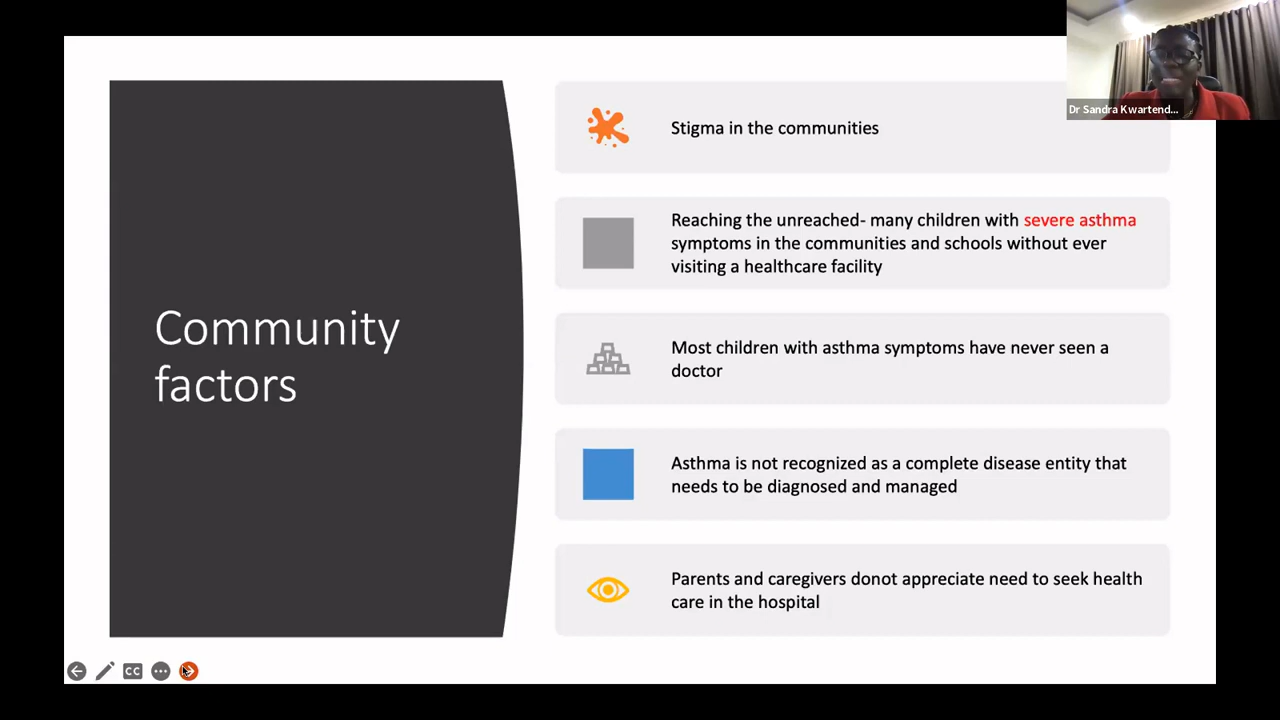 Dr Sandra Kwartend...
Stigma in the communities
Reaching the unreached- many children with severe asthma
symptoms in the communities and schools without ever
visiting a healthcare facility
Community
factors
Most children with asthma symptoms have never seen a
doctor
Asthma is not recognized as a complete disease entity that
needs to be diagnosed and managed
Parents and caregivers donot appreciate need to seek health
care in the hospital
CC